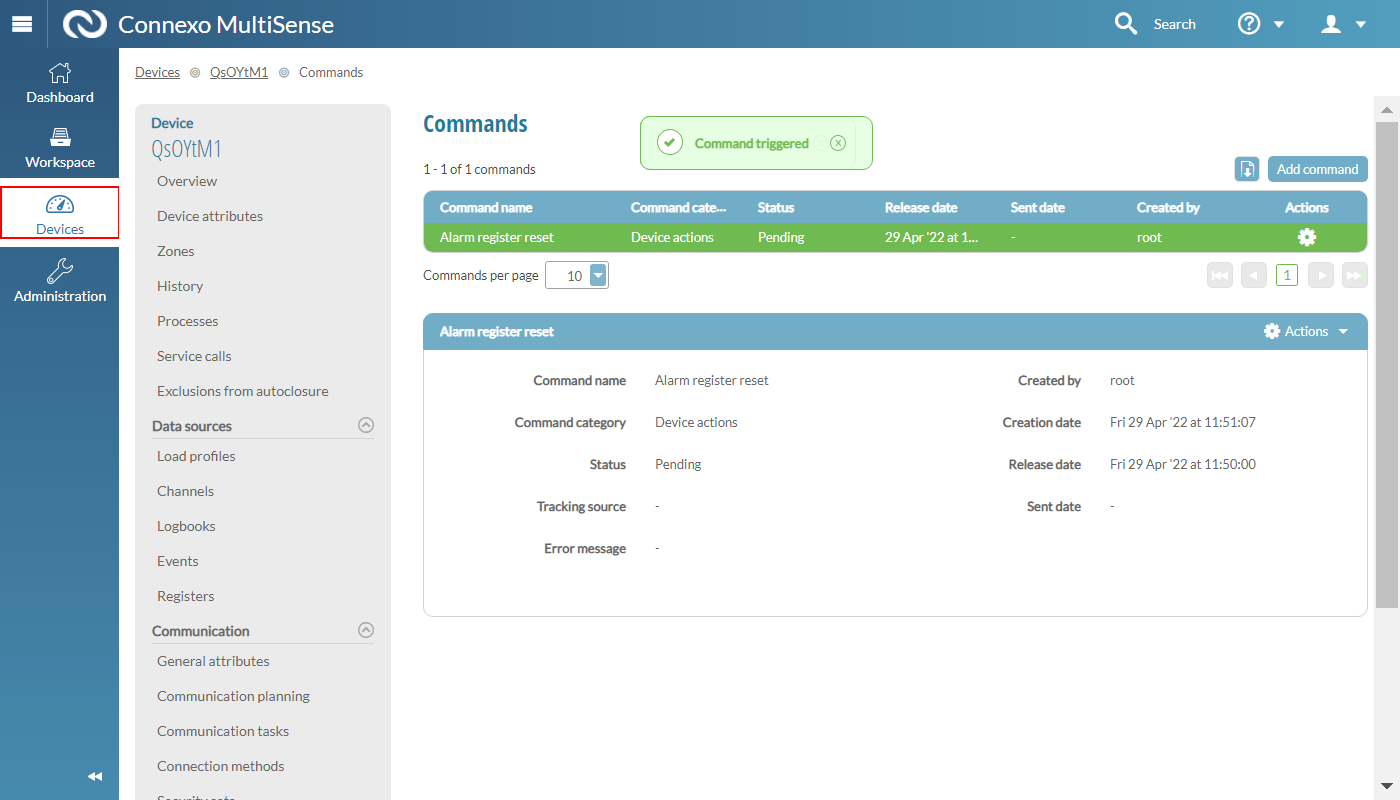 Connexo MultiSense
Search
Dashboard
Workspace
Devices
Administration
Devices QsOYtM1 Commands
Device
QsOYtM1
Overview
Device attributes
Zones
History
Processes
Service calls
Exclusions from autoclosure
Data sources
Load profiles
Channels
Logbooks
Events
Registers
Communication
General attributes
Communication planning
Communication tasks
Connection methods
Commands
Command triggered
1 - 1 of 1 commands
Add command
Command name Command cate... Status Release date Sent date Created by Actions
Alarm register reset Device actions Pending 29 Apr '22 at 1... - root
Commands per page 10
1
Alarm register reset Actions
Command name Alarm register reset Created by root
Command category Device actions Creation date Fri 29 Apr '22 at 11:51:07
Status Pending Release date Fri 29 Apr '22 at 11:50:00
Tracking source - Sent date -
Error message -